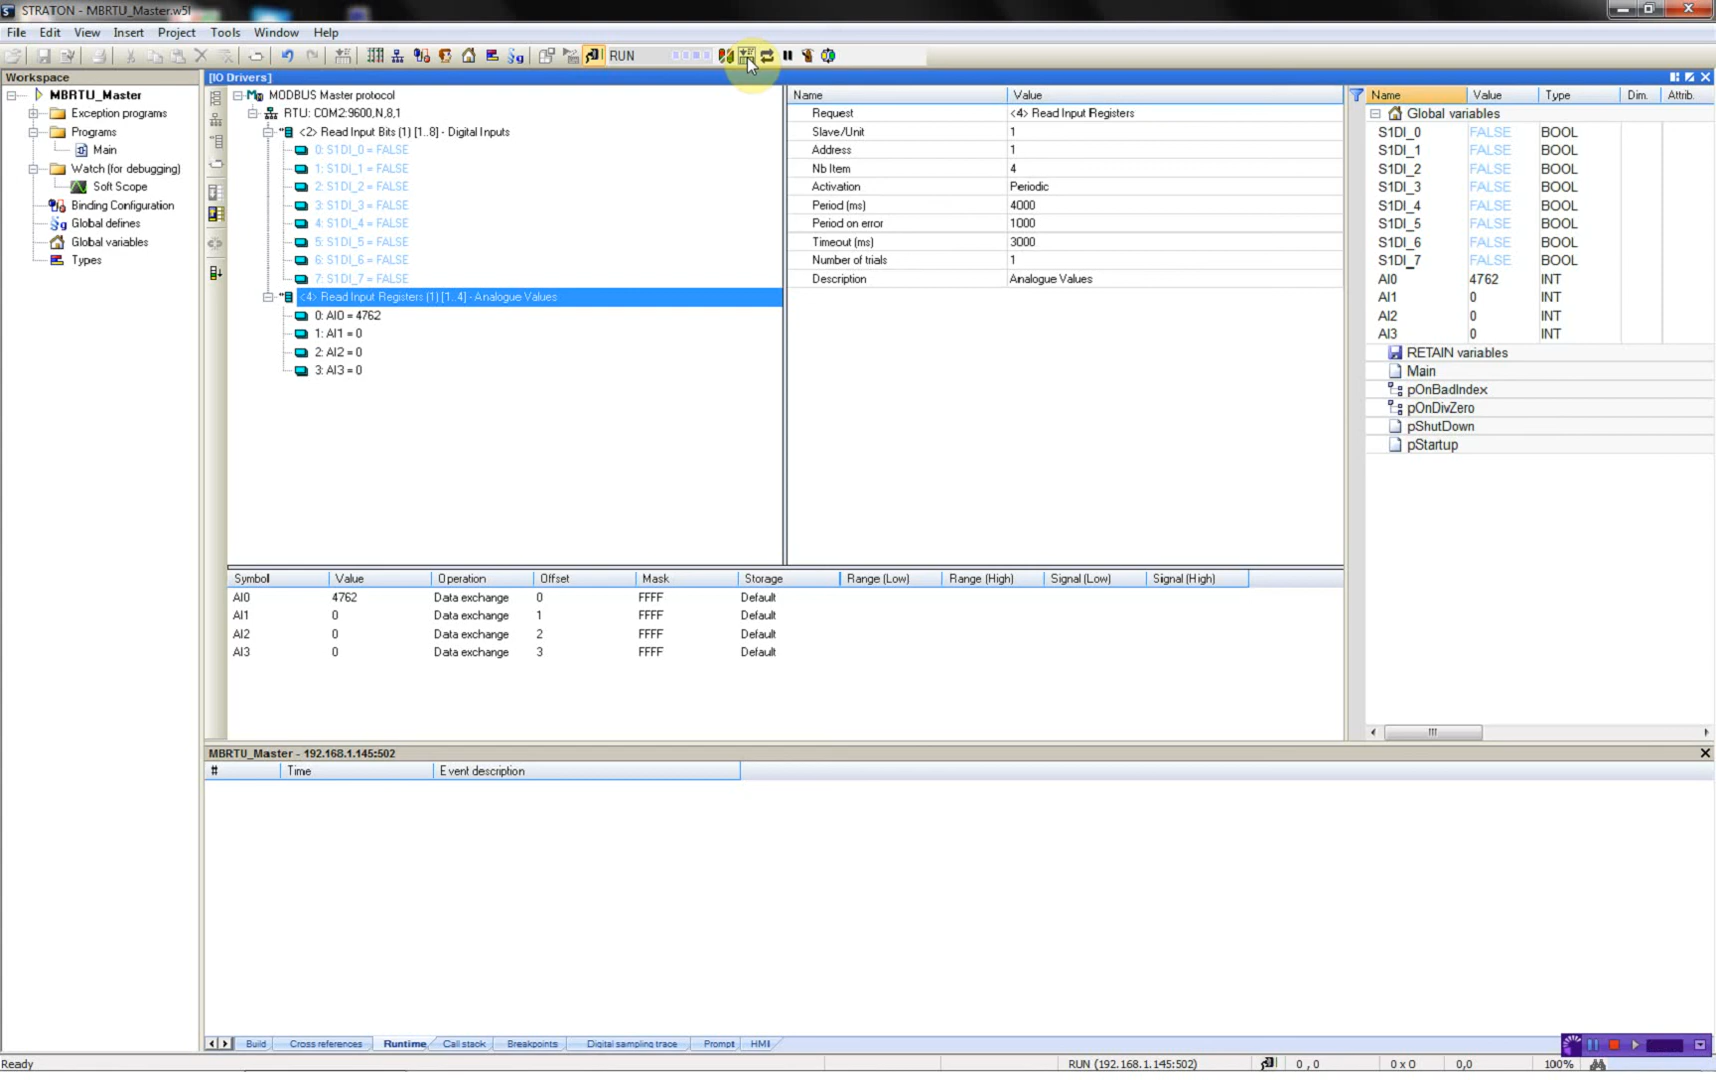 STRATON - MBRTU_Master.w5l
File Edit View Insert Project Tools Window Help
RUN
Workspace
MBRTU_Master
Exception programs
Programs
Main
Watch (for debugging)
Soft Scope
Binding Configuration
Global defines
Global variables
Types
[IO Drivers]
MODBUS Master protocol
RTU: COM2:9600,N,8,1
<2> Read Input Bits (1) [1..8] - Digital Inputs
0: S1DI_0 = FALSE
1: S1DI_1 = FALSE
2: S1DI_2 = FALSE
3: S1DI_3 = FALSE
4: S1DI_4 = FALSE
5: S1DI_5 = FALSE
6: S1DI_6 = FALSE
7: S1DI_7 = FALSE
<4> Read Input Registers (1) [1..4] - Analogue Values
0: AI0 = 4762
1: AI1 = 0
2: AI2 = 0
3: AI3 = 0
Name Value
Request <4> Read Input Registers
Slave/Unit 1
Address 1
Nb Item 4
Activation Periodic
Period (ms) 4000
Period on error 1000
Timeout (ms) 3000
Number of trials 1
Description Analogue Values
Name Value Type Dim. Attrib.
Global variables
S1DI_0 FALSE BOOL
S1DI_1 FALSE BOOL
S1DI_2 FALSE BOOL
S1DI_3 FALSE BOOL
S1DI_4 FALSE BOOL
S1DI_5 FALSE BOOL
S1DI_6 FALSE BOOL
S1DI_7 FALSE BOOL
AI0 4762 INT
AI1 0 INT
AI2 0 INT
AI3 0 INT
RETAIN variables
Main
pOnBadIndex
pOnDivZero
pShutDown
pStartup
Symbol Value Operation Offset Mask Storage Range (Low) Range (High) Signal (Low) Signal (High)
AI0 4762 Data exchange 0 FFFF Default
AI1 0 Data exchange 1 FFFF Default
AI2 0 Data exchange 2 FFFF Default
AI3 0 Data exchange 3 FFFF Default
MBRTU_Master - 192.168.1.145:502
# Time Event description
Build Cross references Runtime Call stack Breakpoints Digital sampling trace Prompt HMI
Ready RUN (192.168.1.145:502) 0 , 0 0 x 0 0,0 100%